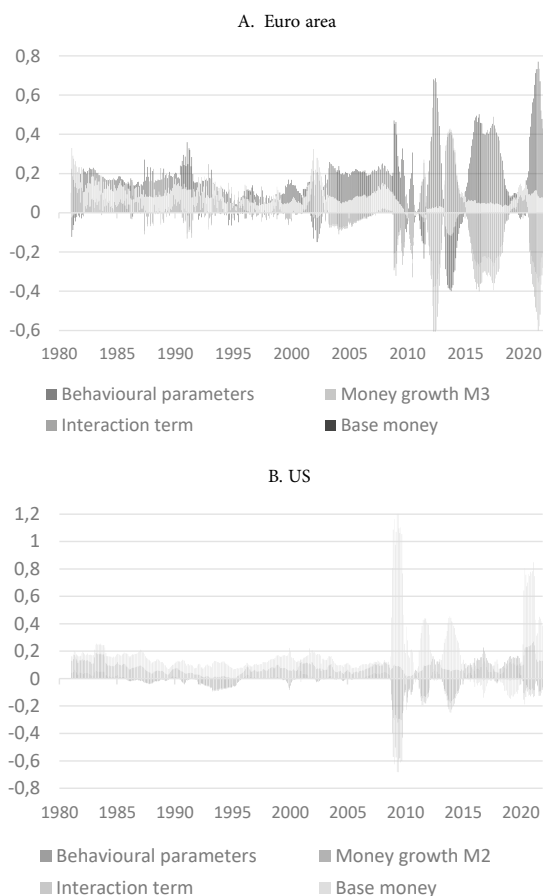 A. Euro area
0,8
0,6
0,4
0,2
0
-0,2
-0,4
-0,6
1980 1985 1990 1995 2000 2005 2010 2015 2020
Behavioural parameters Money growth M3
Interaction term Base money
B. US
1,2
1
0,8
0,6
0,4
0,2
0
-0,2
-0,4
-0,6
-0,8
1980 1985 1990 1995 2000 2005 2010 2015 2020
Behavioural parameters Money growth M2
Interaction term Base money